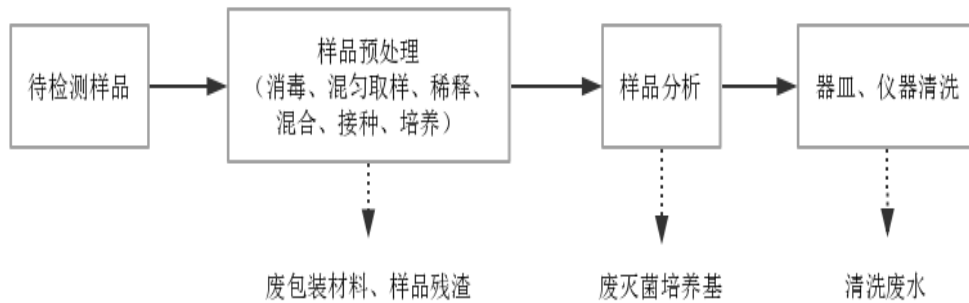 待检测样品
样品预处理
（消毒、混匀取样、稀释、
混合、接种、培养）
样品分析
器皿、仪器清洗
废包装材料、样品残渣
废灭菌培养基
清洗废水